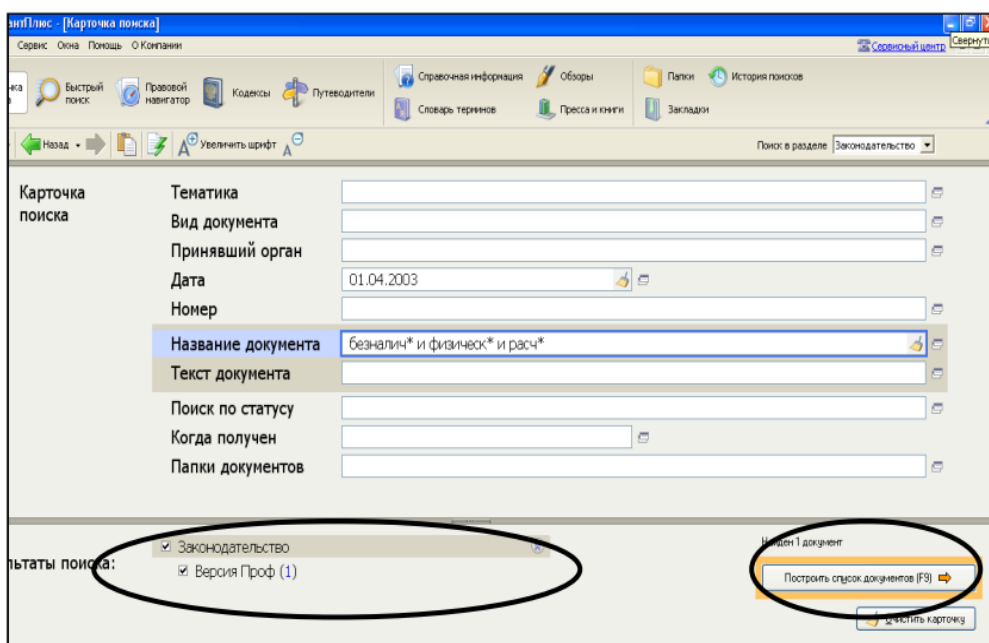 антПлюс - [Карточка поиска]
Сервис Окна Помощь О Компании
Сервисный центр
Свернуть
Быстрый поиск
Правовой навигатор
Кодексы
Путеводители
Справочная информация
Словарь терминов
Обзоры
Пресса и книги
Папки
Закладки
История поисков
Назад
Увеличить шрифт
Поиск в разделе Законодательство
Карточка поиска
Тематика
Вид документа
Принявший орган
Дата 01.04.2003
Номер
Название документа безналич* и физическ* и расч*
Текст документа
Поиск по статусу
Когда получен
Папки документов
льтаты поиска:
Законодательство
Версия Проф (1)
Найден 1 документ
Построить список документов (F9)
Очистить карточку